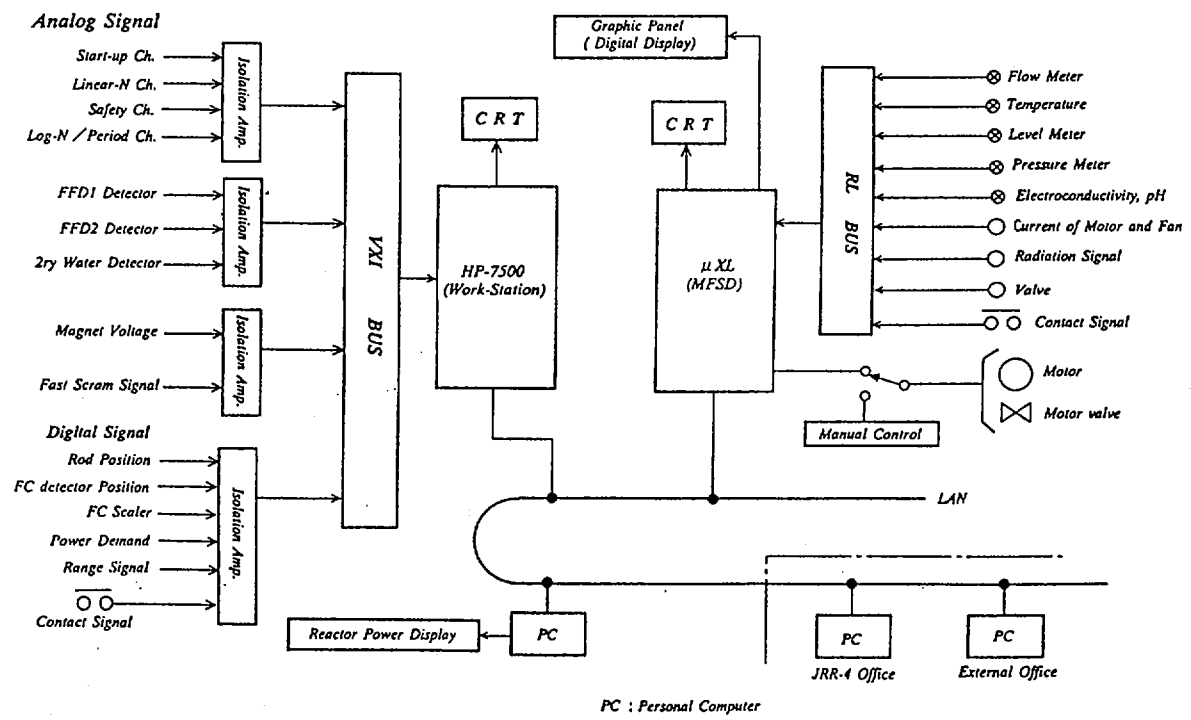 Analog Signal
Start-up Ch.
Linear-N Ch.
Safety Ch.
Log-N / Period Ch.
Isolation Amp.
FFD1 Detector
FFD2 Detector
2ry Water Detector
Isolation Amp.
Magnet Voltage
Fast Scram Signal
Isolation Amp.
Digital Signal
Rod Position
FC detector Position
FC Scaler
Power Demand
Range Signal
Contact Signal
Isolation Amp.
VXI BUS
CRT
HP-7500
(Work-Station)
Graphic Panel
( Digital Display)
CRT
μXL
(MFSD)
RL BUS
Flow Meter
Temperature
Level Meter
Pressure Meter
Electroconductivity, pH
Current of Motor and Fan
Radiation Signal
Valve
Contact Signal
Motor
Motor valve
Manual Control
LAN
Reactor Power Display
PC
PC
JRR-4 Office
PC
External Office
PC : Personal Computer